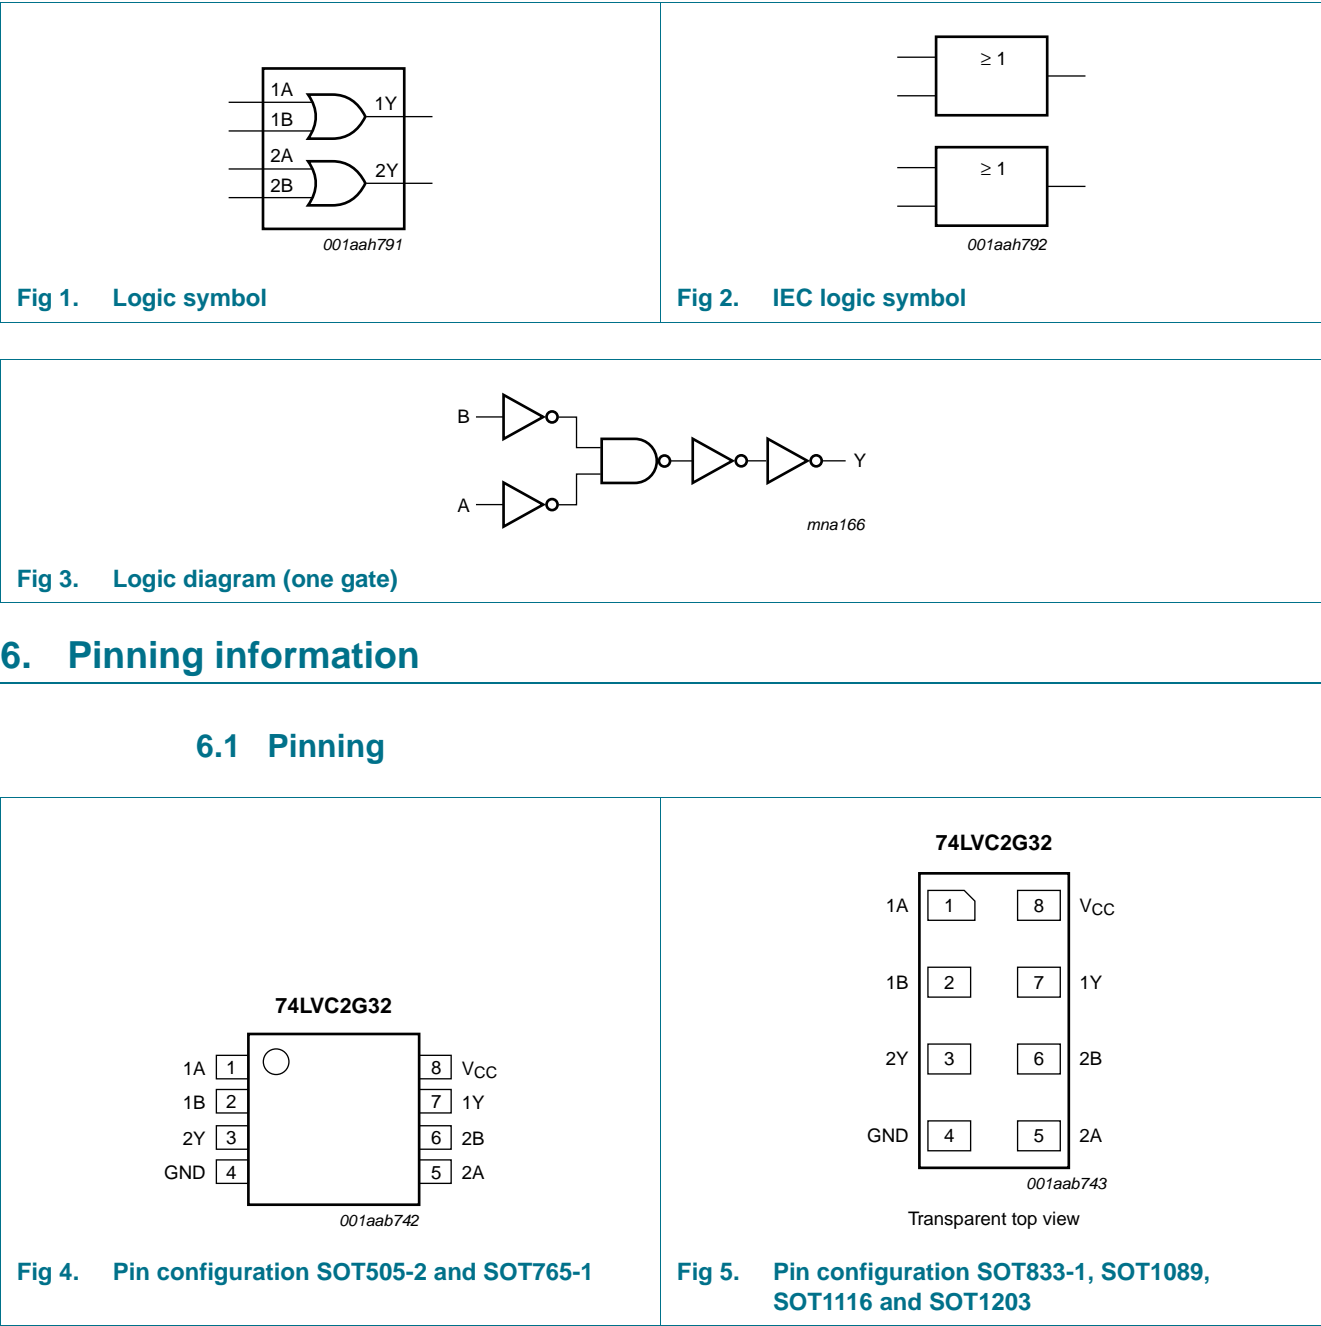 1A
1B
1Y
2A
2B
2Y
001aah791
Fig 1. Logic symbol
≥ 1
≥ 1
001aah792
Fig 2. IEC logic symbol
B
A
Y
mna166
Fig 3. Logic diagram (one gate)
6. Pinning information
6.1 Pinning
74LVC2G32
1A 1 8 VCC
1B 2 7 1Y
2Y 3 6 2B
GND 4 5 2A
001aab742
Fig 4. Pin configuration SOT505-2 and SOT765-1
74LVC2G32
1A 1 8 VCC
1B 2 7 1Y
2Y 3 6 2B
GND 4 5 2A
001aab743
Transparent top view
Fig 5. Pin configuration SOT833-1, SOT1089,
SOT1116 and SOT1203